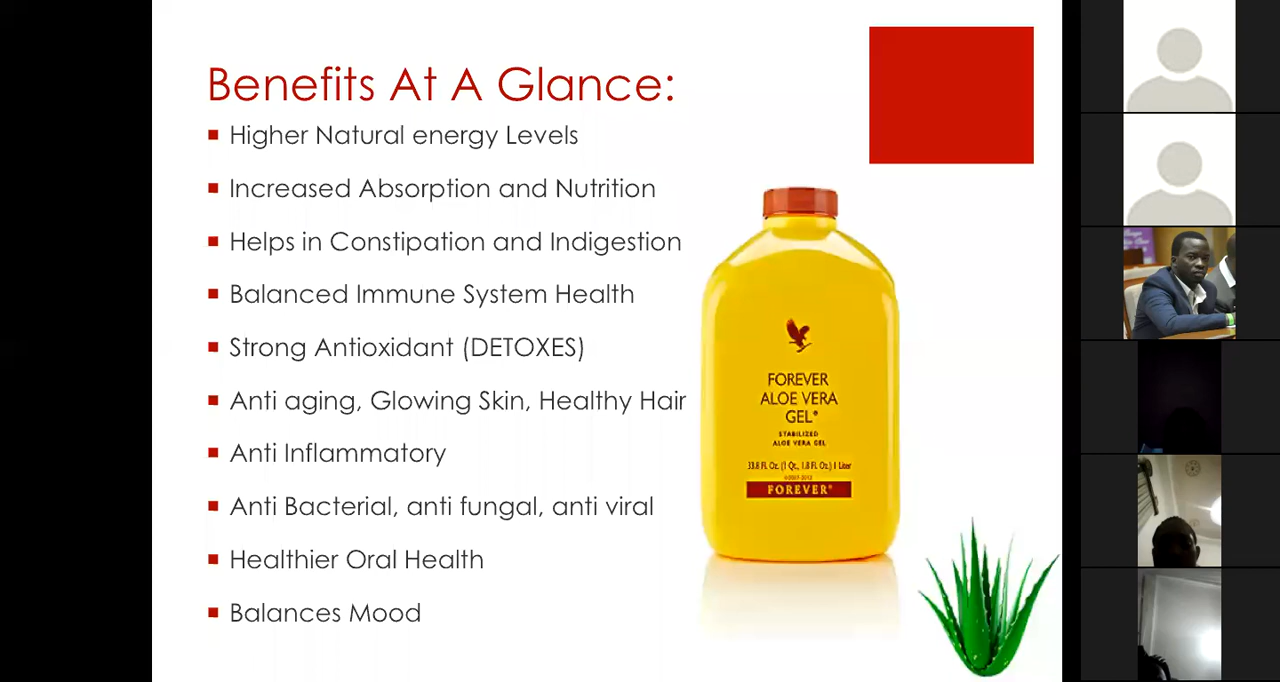 Benefits At A Glance:
Higher Natural energy Levels
Increased Absorption and Nutrition
Helps in Constipation and Indigestion
Balanced Immune System Health
Strong Antioxidant (DETOXES)
Anti aging, Glowing Skin, Healthy Hair
Anti Inflammatory
Anti Bacterial, anti fungal, anti viral
Healthier Oral Health
Balances Mood
FOREVER
ALOE VERA
GEL®
STABILIZED
ALOE VERA GEL
33.8 Fl. Oz. (1 Qt., 1.8 Fl. Oz.) 1 Liter
FOREVER®